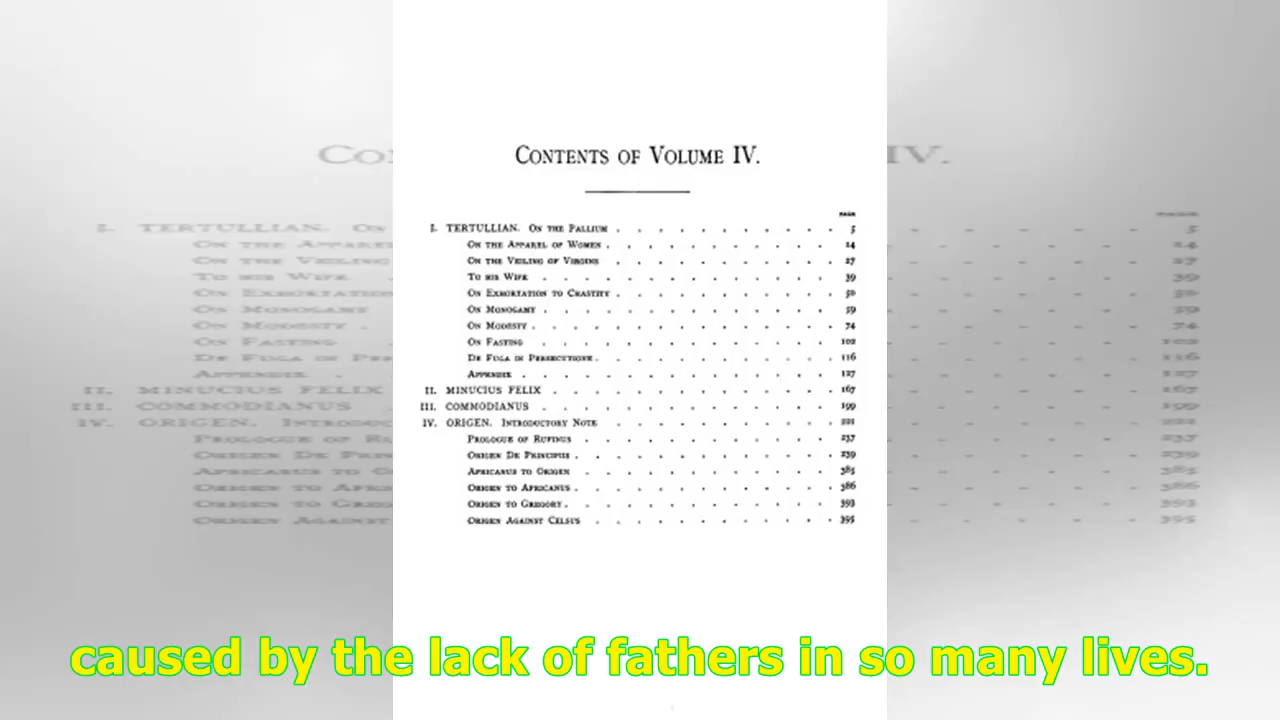 CONTENTS OF VOLUME IV.
PAGE
I. TERTULLIAN. ON THE PALLIUM . . . . . . . . . . . 5
ON THE APPAREL OF WOMEN . . . . . . . . . . . 14
ON THE VEILING OF VIRGINS . . . . . . . . . . 27
TO HIS WIFE . . . . . . . . . . . . . 39
ON EXHORTATION TO CHASTITY . . . . . . . . . . . 50
ON MONOGAMY . . . . . . . . . . . . . 59
ON MODESTY . . . . . . . . . . . . . . 74
ON FASTING . . . . . . . . . . . . . 102
DE FUGA IN PERSECUTIONE . . . . . . . . . . . 116
APPENDIX . . . . . . . . . . . . . . 127
II. MINUCIUS FELIX . . . . . . . . . . . . . 167
III. COMMODIANUS . . . . . . . . . . . . . 199
IV. ORIGEN. INTRODUCTORY NOTE . . . . . . . . . . 221
PROLOGUE OF RUFINUS . . . . . . . . . . . 237
ORIGEN DE PRINCIPIIS . . . . . . . . . . . . 239
AFRICANUS TO ORIGEN . . . . . . . . . . . 385
ORIGEN TO AFRICANUS . . . . . . . . . . . . 386
ORIGEN TO GREGORY . . . . . . . . . . . . 393
ORIGEN AGAINST CELSUS . . . . . . . . . . . 395
caused by the lack of fathers in so many lives.